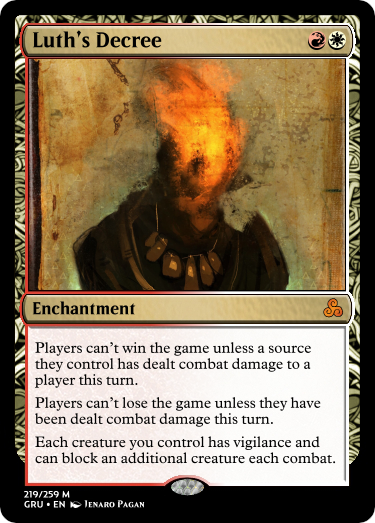 Luth's Decree
Enchantment
Players can't win the game unless a source
they control has dealt combat damage to a
player this turn.
Players can't lose the game unless they have
been dealt combat damage this turn.
Each creature you control has vigilance and
can block an additional creature each combat.
219/259 M
GRU • EN Jenaro Pagan